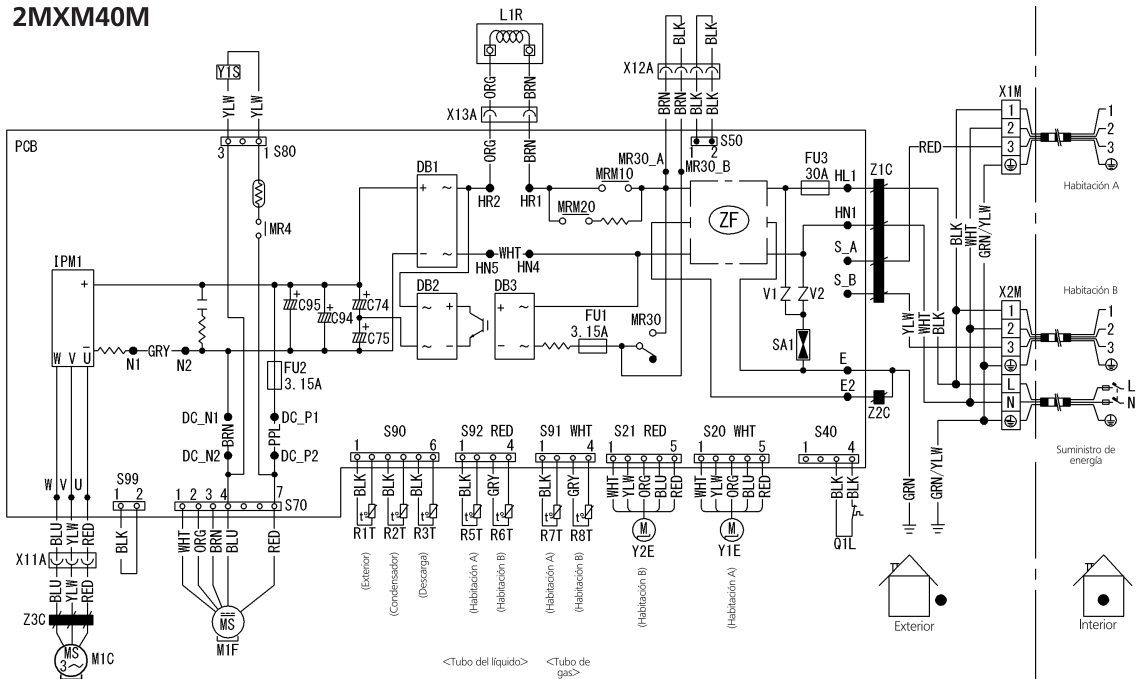 2MXM40M
L1R
ORG
BRN
X13A
ORG
BRN
BLK
BLK
X12A
BRN
BRN
BLK
BLK
Y1S
YLW
YLW
PCB
3
1
S80
MR4
DB1
+
~
-
~
HR2
HR1
MRM10
MRM20
MR30_A
MR30_B
1
2
S50
ZF
FU3
30A
HL1
Z1C
HN1
S_A
S_B
HN5
WHT
HN4
V1
V2
SA1
E
E2
Z2C
IPM1
+
-
W V U
N1
GRY
N2
C95
C94
C74
C75
DB2
~
+
~
-
DB3
+
~
-
~
FU1
3.15A
MR30
FU2
3.15A
DC_N1
BRN
DC_N2
DC_P1
PPL
DC_P2
W V U
S99
1 2
BLK
1 2 3 4
7
S70
BLU
YLW
RED
X11A
BLU
YLW
RED
Z3C
MS
3~
M1C
WHT
ORG
BRN
BLU
RED
MS
M1F
S90
1
6
BLK
BLK
BLK
t°
t°
t°
R1T
R2T
R3T
(Exterior)
(Condensador)
(Descarga)
S92 RED
1
4
BLK
GRY
t°
t°
R5T
R6T
(Habitación A)
(Habitación B)
<Tubo del líquido>
S91 WHT
1
4
BLK
GRY
t°
t°
R7T
R8T
(Habitación A)
(Habitación B)
<Tubo de
gas>
S21 RED
1
5
WHT
YLW
ORG
BLU
RED
M
Y2E
(Habitación B)
S20 WHT
1
5
WHT
YLW
ORG
BLU
RED
M
Y1E
(Habitación A)
S40
1
4
BLK
BLK
Q1L
RED
YLW
WHT
BLK
BLK
WHT
GRN/YLW
GRN
GRN/YLW
X1M
1
2
3
1
2
3
Habitación A
X2M
Habitación B
1
2
3
1
2
3
L
N
L
N
Suministro de
energía
Exterior
Interior